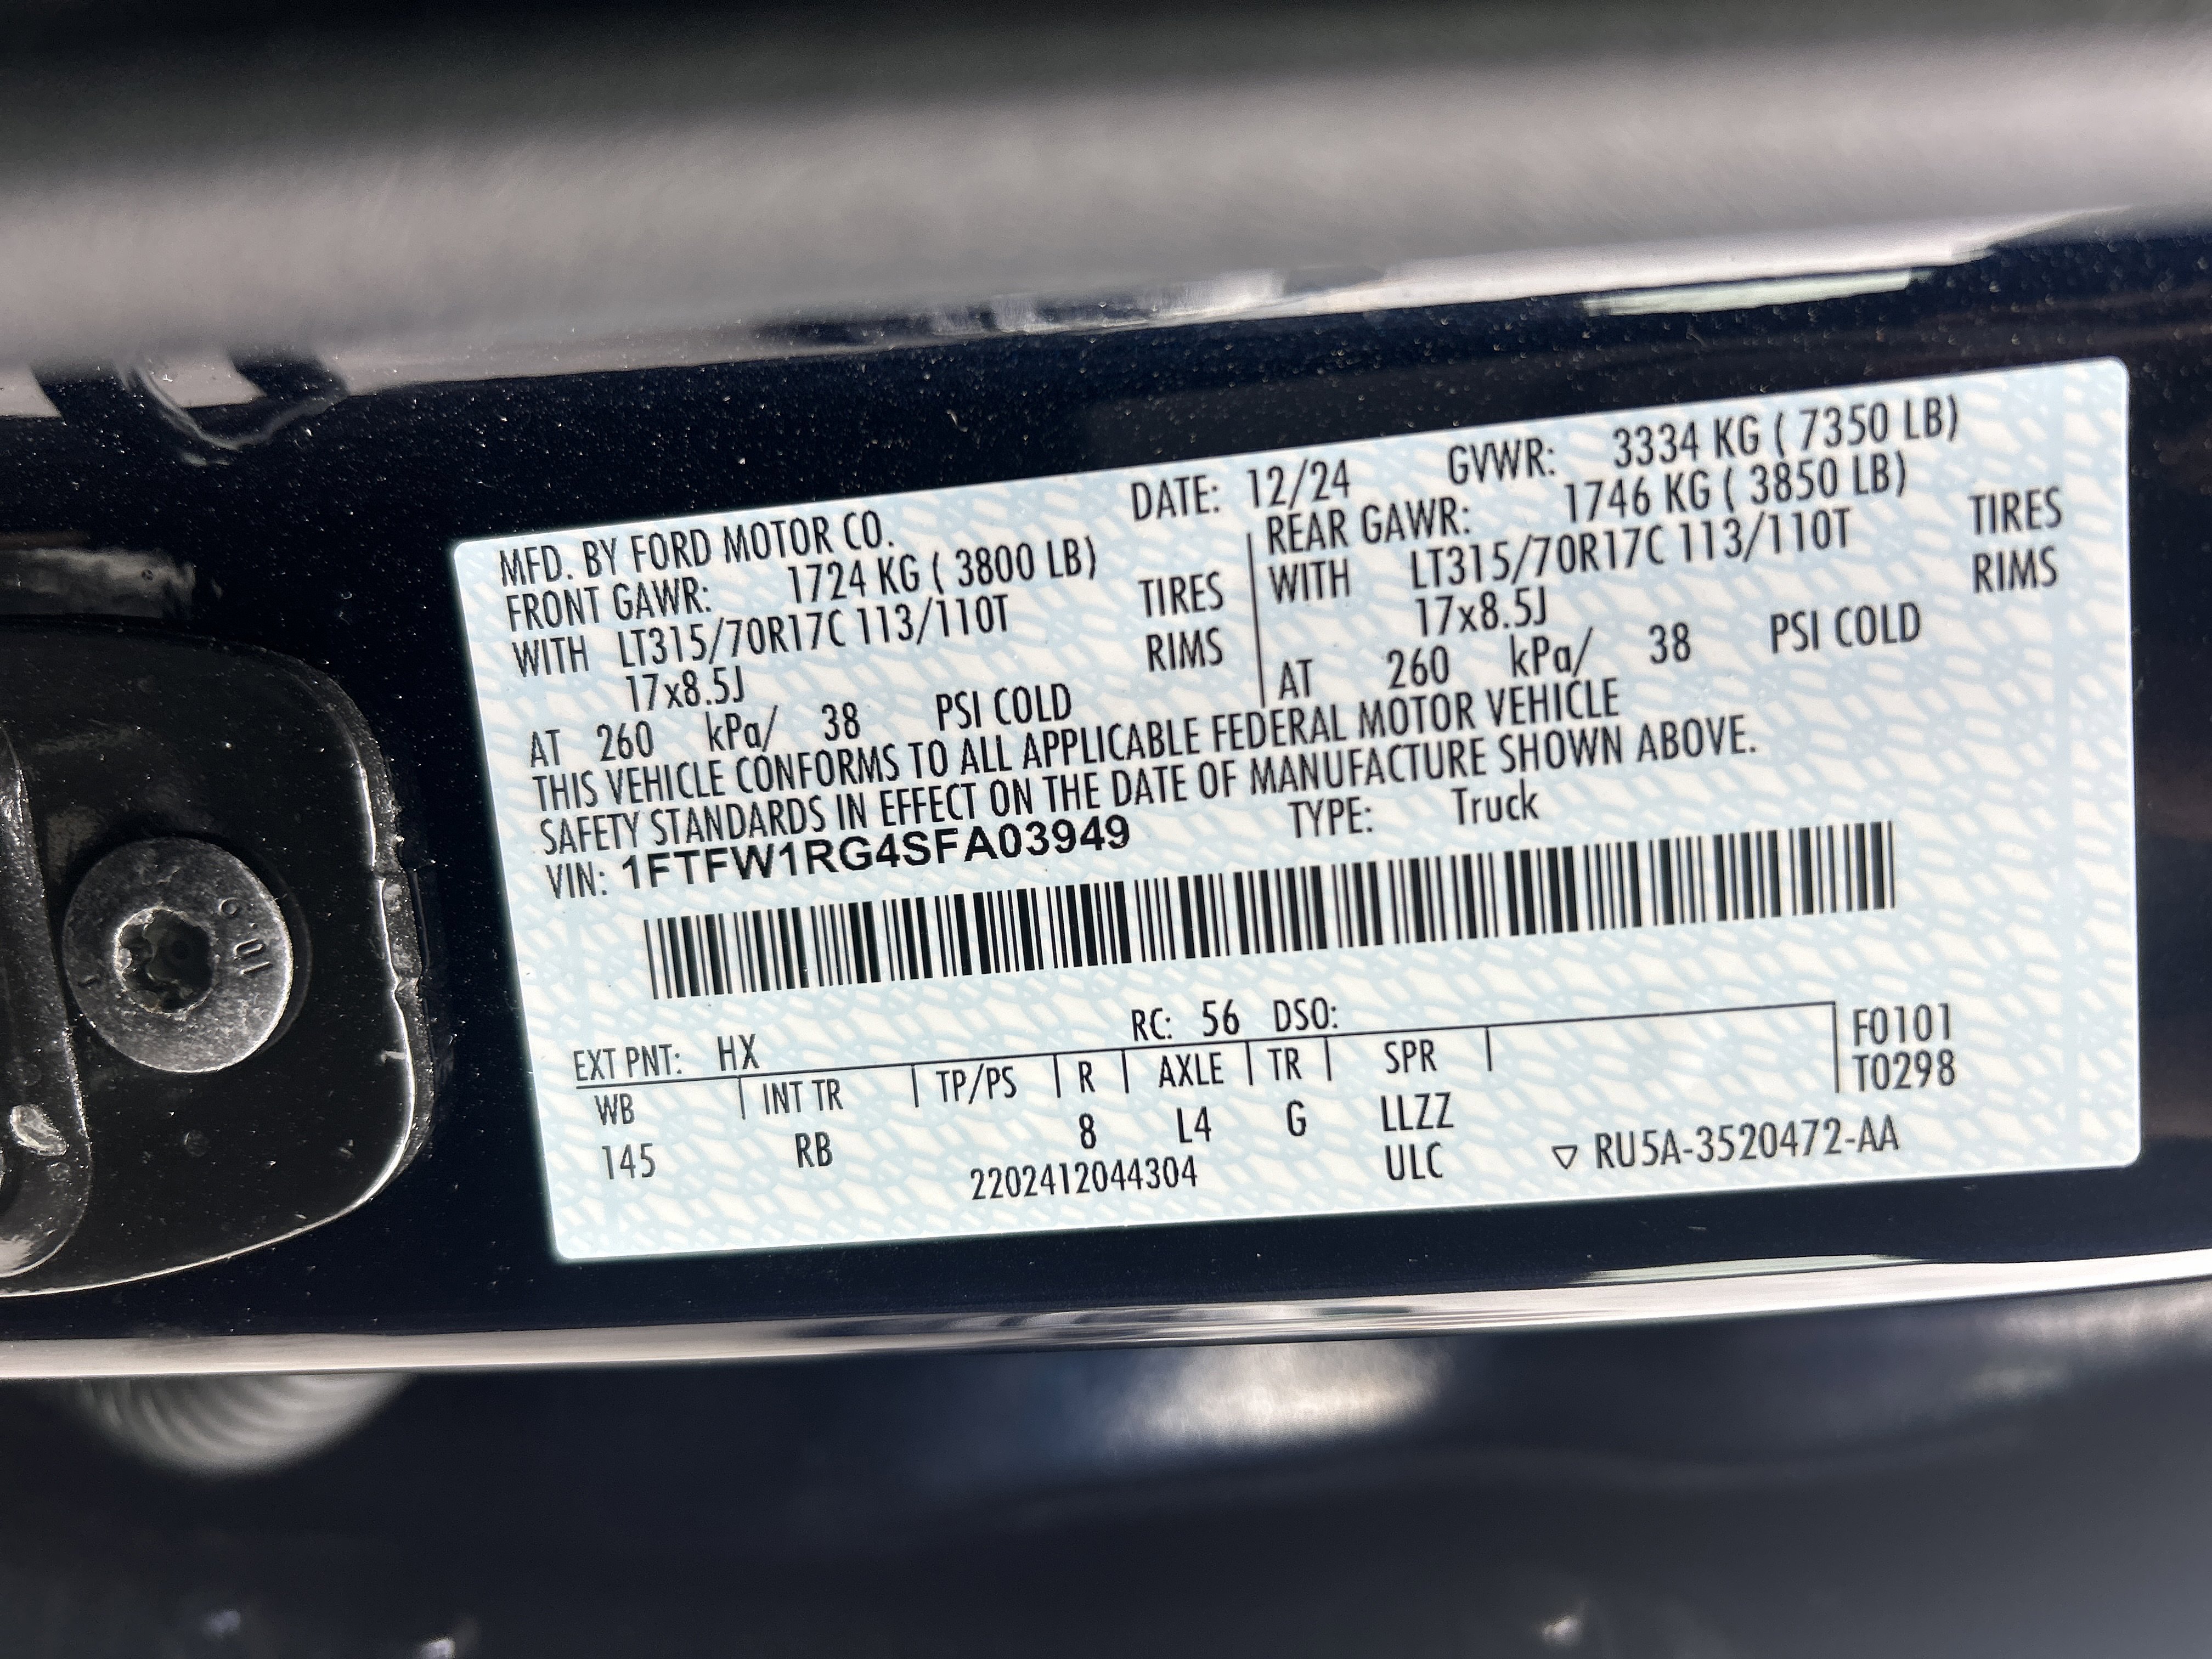 MFD. BY FORD MOTOR CO. DATE: 12/24 GVWR: 3334 KG ( 7350 LB)
FRONT GAWR: 1724 KG ( 3800 LB) REAR GAWR: 1746 KG ( 3850 LB)
WITH LT315/70R17C 113/110T TIRES WITH LT315/70R17C 113/110T TIRES
17x8.5J RIMS 17x8.5J RIMS
AT 260 kPa/ 38 PSI COLD AT 260 kPa/ 38 PSI COLD
THIS VEHICLE CONFORMS TO ALL APPLICABLE FEDERAL MOTOR VEHICLE
SAFETY STANDARDS IN EFFECT ON THE DATE OF MANUFACTURE SHOWN ABOVE.
VIN: 1FTFW1RG4SFA03949 TYPE: Truck
EXT PNT: HX RC: 56 DSO: F0101
WB INT TR TP/PS R AXLE TR SPR T0298
145 RB 8 L4 G LLZZ
2202412044304 ULC ▽ RU5A-3520472-AA
10.9